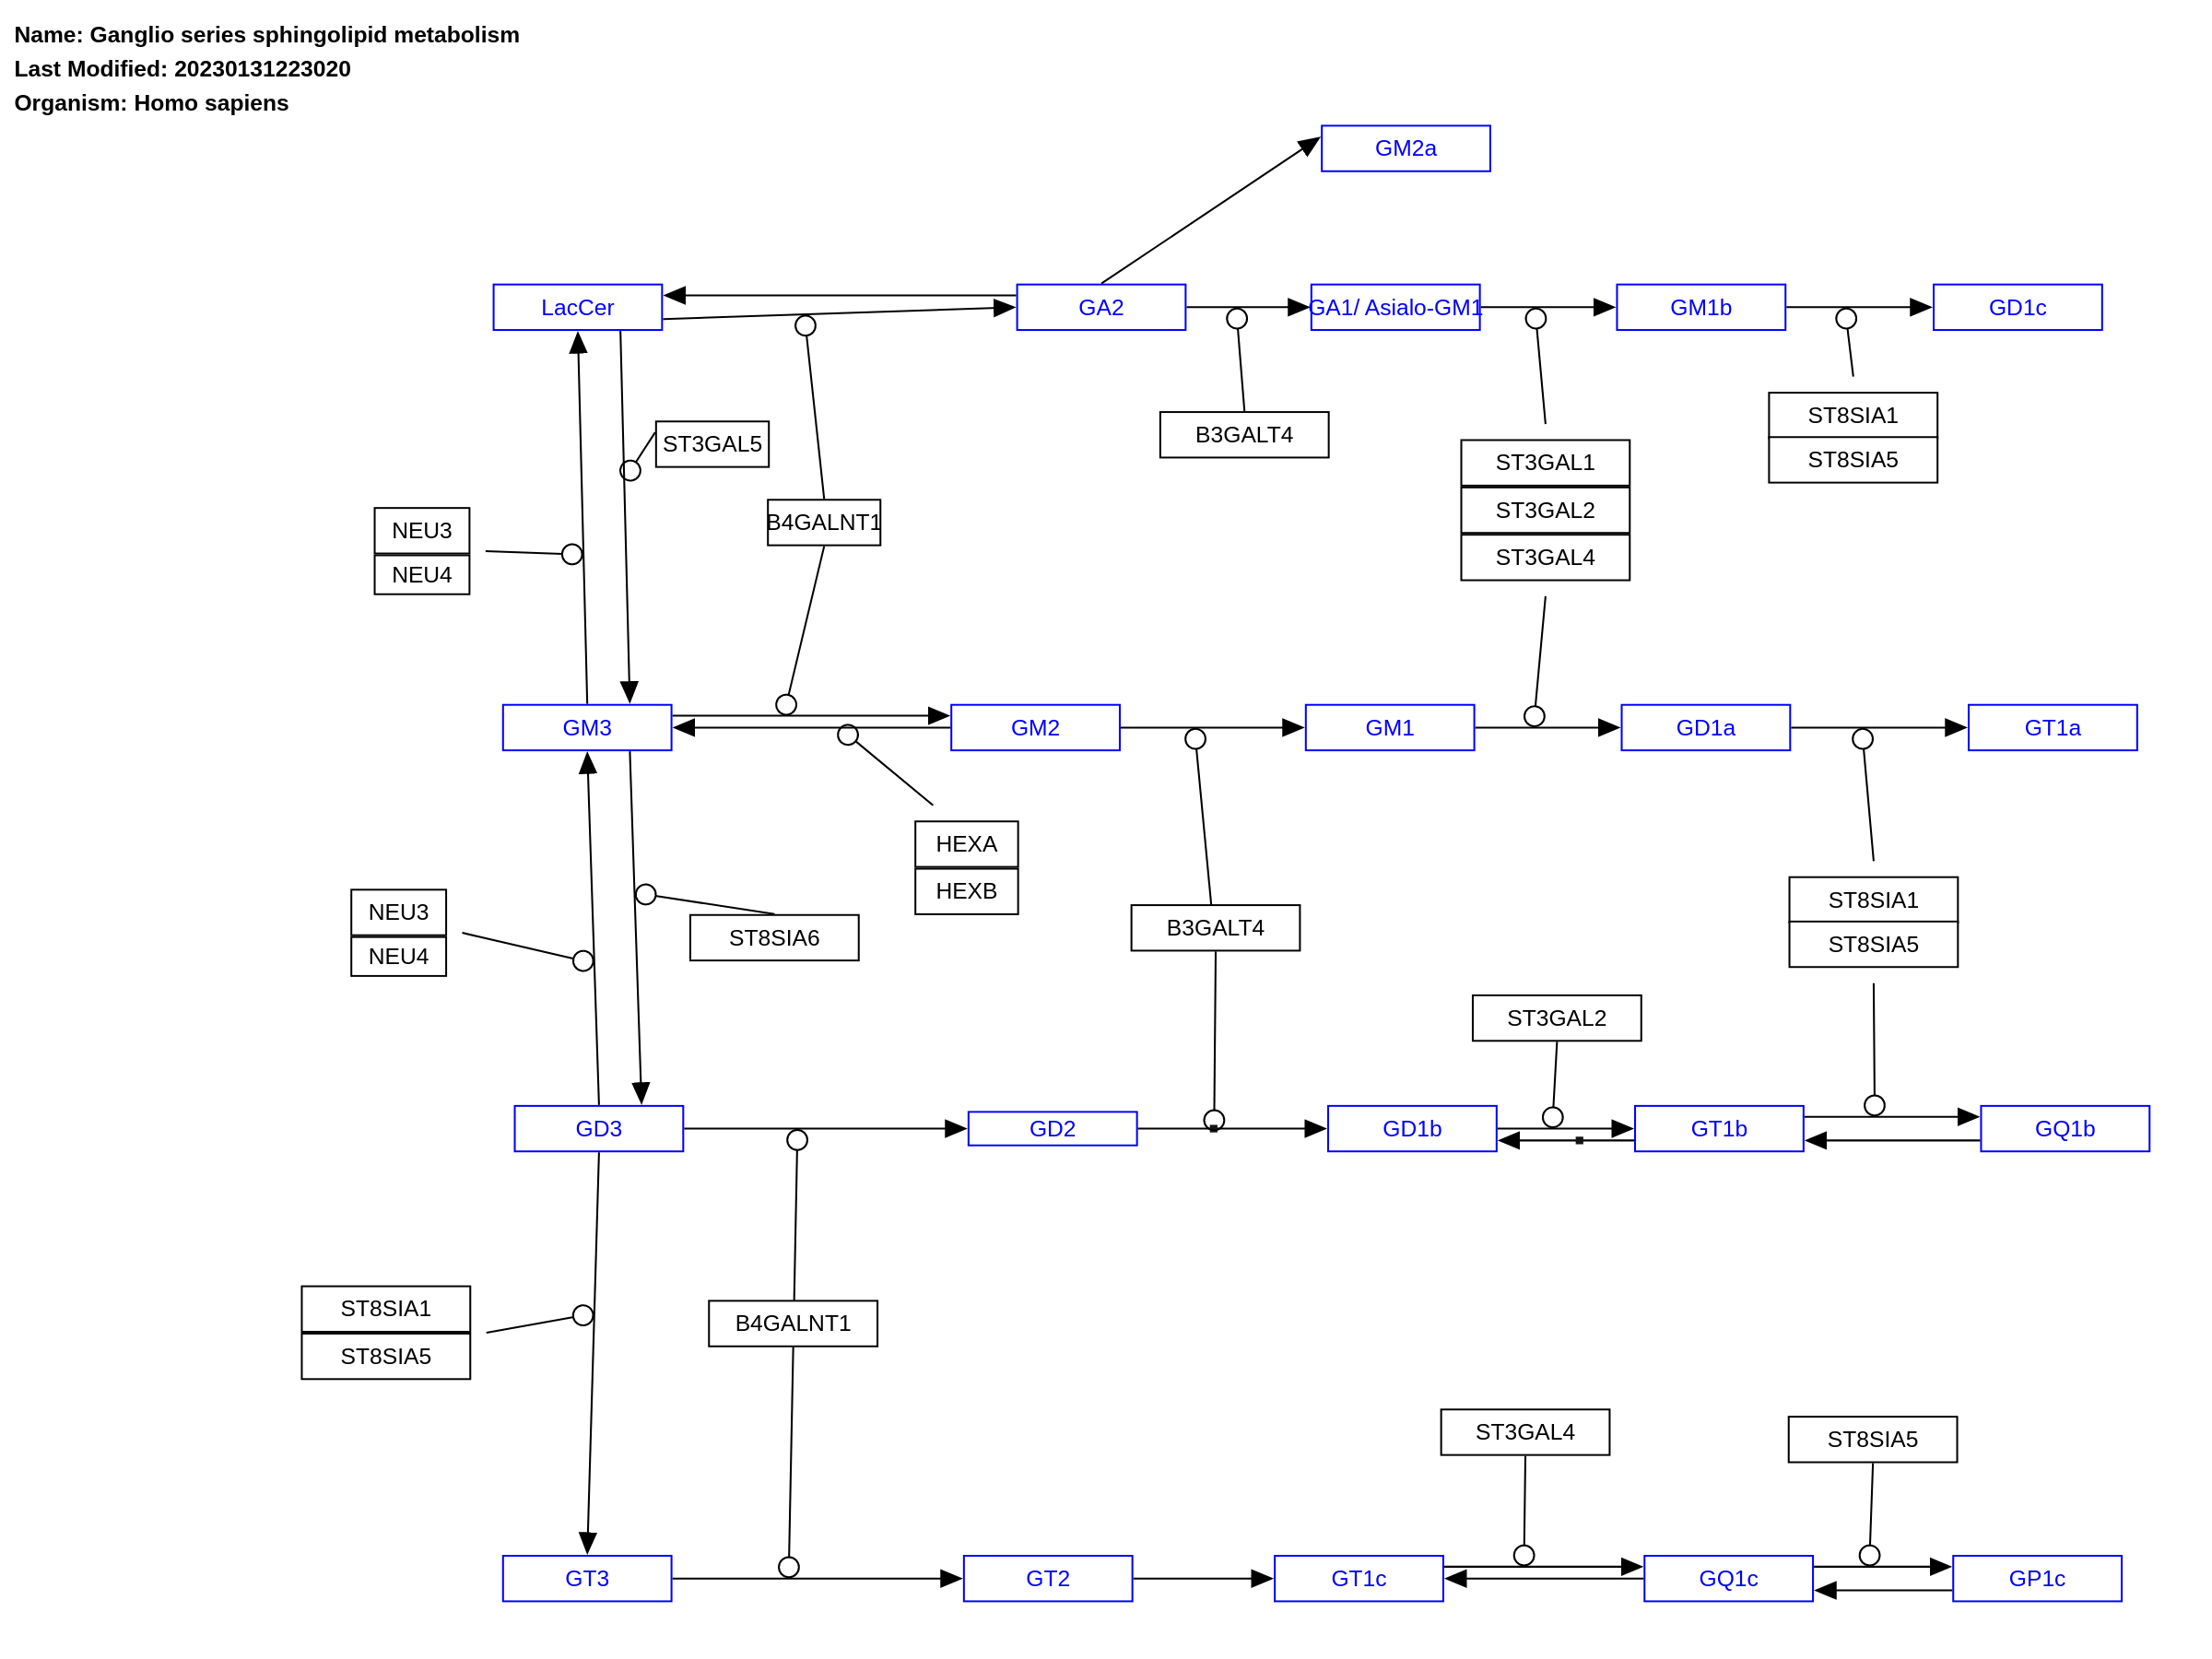 Name: Ganglio series sphingolipid metabolism
Last Modified: 20230131223020
Organism: Homo sapiens
GM2a
LacCer
GA2
GA1/ Asialo-GM1
GM1b
GD1c
ST3GAL5
B3GALT4
ST8SIA1
ST8SIA5
ST3GAL1
ST3GAL2
ST3GAL4
NEU3
NEU4
B4GALNT1
GM3
GM2
GM1
GD1a
GT1a
HEXA
HEXB
NEU3
NEU4
ST8SIA6
B3GALT4
ST8SIA1
ST8SIA5
ST3GAL2
GD3
GD2
GD1b
GT1b
GQ1b
ST8SIA1
ST8SIA5
B4GALNT1
ST3GAL4
ST8SIA5
GT3
GT2
GT1c
GQ1c
GP1c